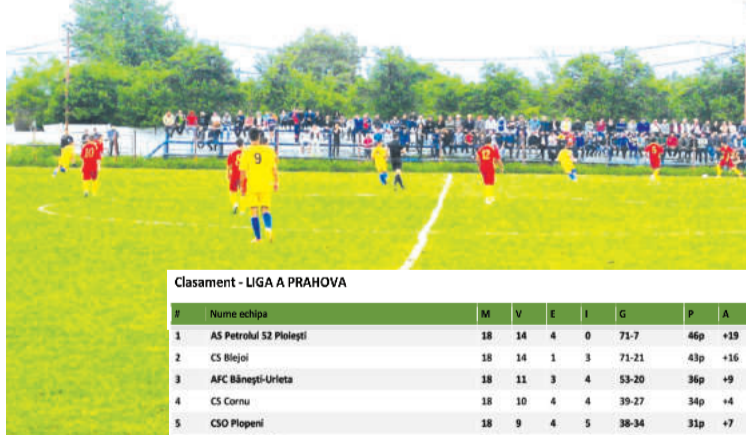 10
9
12
Clasament - LIGA A PRAHOVA
# Nume echipa M V E I G P A
1 AS Petrolul 52 Ploiești 18 14 4 0 71-7 46p +19
2 CS Blejoi 18 14 1 3 71-21 43p +16
3 AFC Bănești-Urleta 18 11 3 4 53-20 36p +9
4 CS Cornu 18 10 4 4 39-27 34p +4
5 CSO Plopeni 18 9 4 5 38-34 31p +7